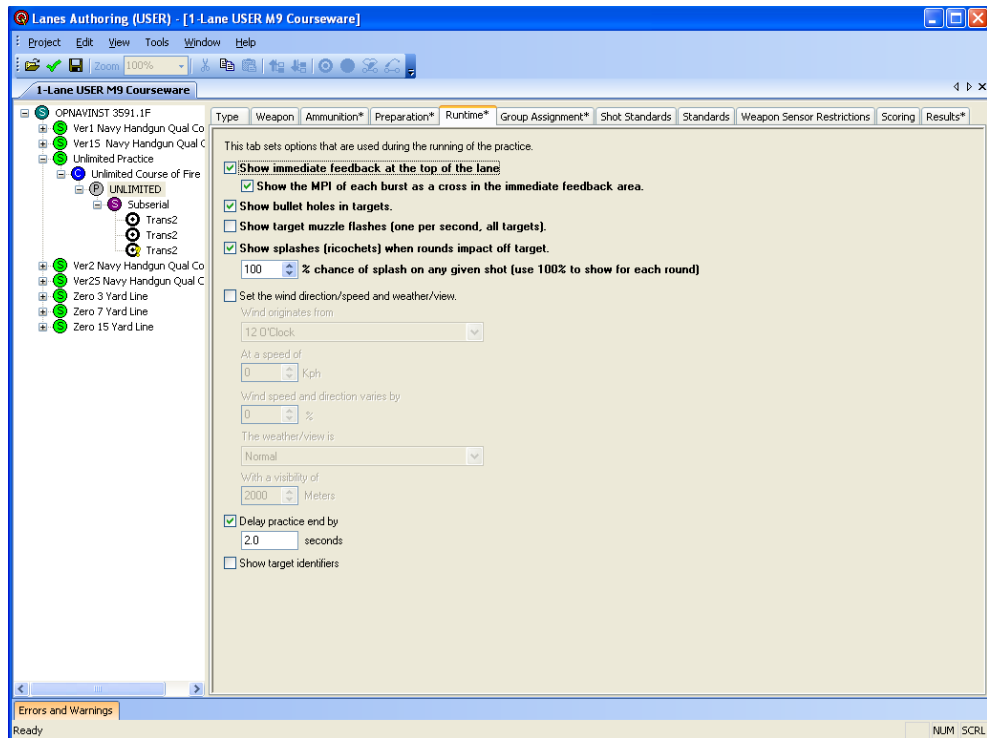 Lanes Authoring (USER) - [1-Lane USER M9 Courseware]
Project Edit View Tools Window Help
Zoom 100%
1-Lane USER M9 Courseware
OPNAVINST 3591.1F
Ver1 Navy Handgun Qual Co
Ver1S Navy Handgun Qual C
Unlimited Practice
C Unlimited Course of Fire
P UNLIMITED
S Subserial
Trans2
Trans2
Trans2
Ver2 Navy Handgun Qual Co
Ver2S Navy Handgun Qual C
Zero 3 Yard Line
Zero 7 Yard Line
Zero 15 Yard Line
Type Weapon Ammunition* Preparation* Runtime* Group Assignment* Shot Standards Standards Weapon Sensor Restrictions Scoring Results*
This tab sets options that are used during the running of the practice.
Show immediate feedback at the top of the lane
Show the MPI of each burst as a cross in the immediate feedback area.
Show bullet holes in targets.
Show target muzzle flashes (one per second, all targets).
Show splashes (ricochets) when rounds impact off target.
100 % chance of splash on any given shot (use 100% to show for each round)
Set the wind direction/speed and weather/view.
Wind originates from
12 O'Clock
At a speed of
0 Kph
Wind speed and direction varies by
0 %
The weather/view is
Normal
With a visibility of
2000 Meters
Delay practice end by
2.0 seconds
Show target identifiers
Errors and Warnings
Ready NUM SCRL